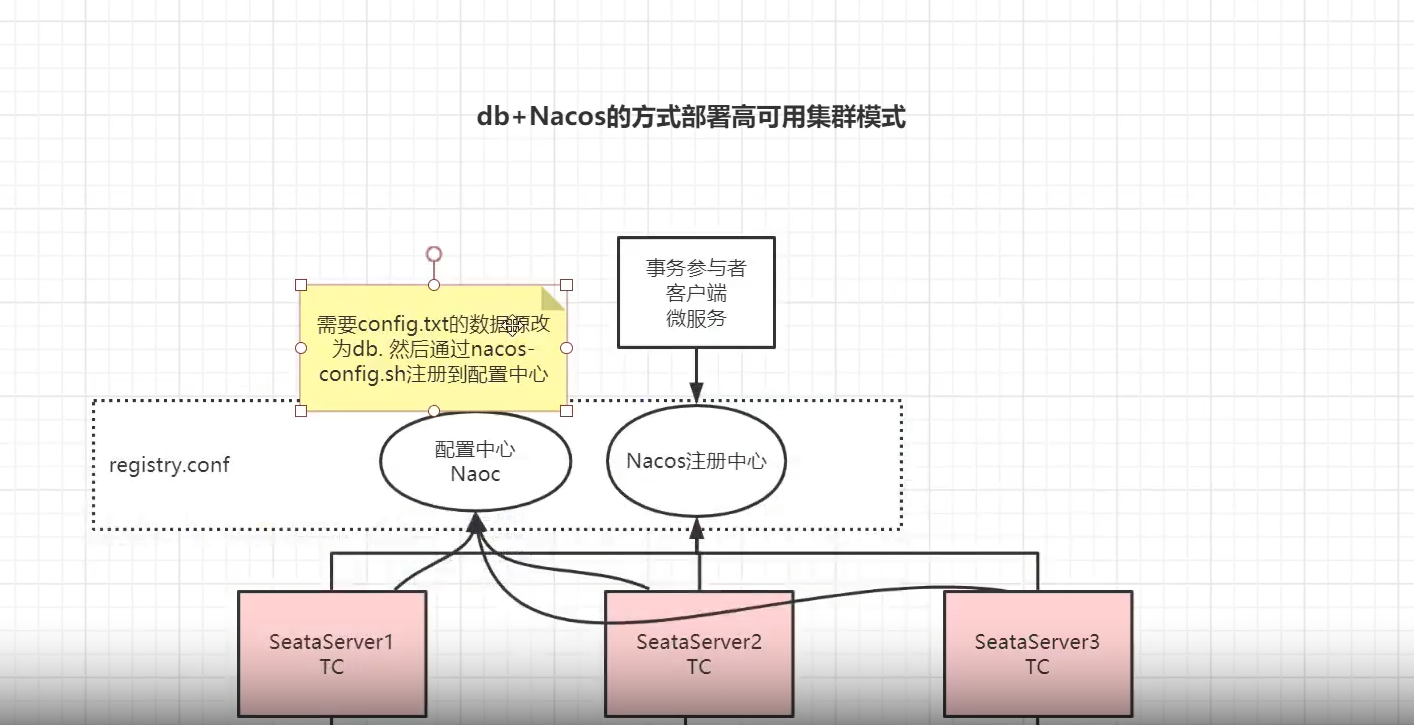 db+Nacos的方式部署高可用集群模式
事务参与者
客户端
微服务
需要config.txt的数据源改
为db. 然后通过nacos-
config.sh注册到配置中心
registry.conf
配置中心
Naoc
Nacos注册中心
SeataServer1
TC
SeataServer2
TC
SeataServer3
TC